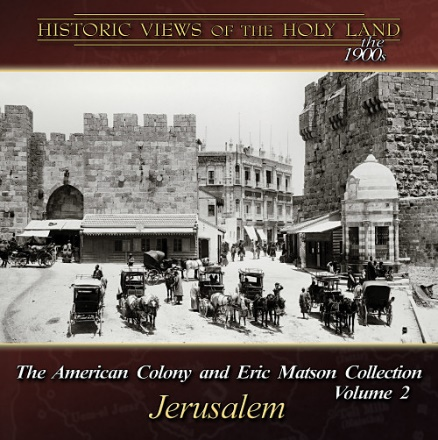 HISTORIC VIEWS OF THE HOLY LAND
the
1900s
The American Colony and Eric Matson Collection
Volume 2
Jerusalem